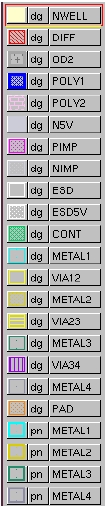 dg NWELL
dg DIFF
dg OD2
dg POLY1
dg POLY2
dg N5V
dg PIMP
dg NIMP
dg ESD
dg ESD5V
dg CONT
dg METAL1
dg VIA12
dg METAL2
dg VIA23
dg METAL3
dg VIA34
dg METAL4
dg PAD
pn METAL1
pn METAL2
pn METAL3
pn METAL4